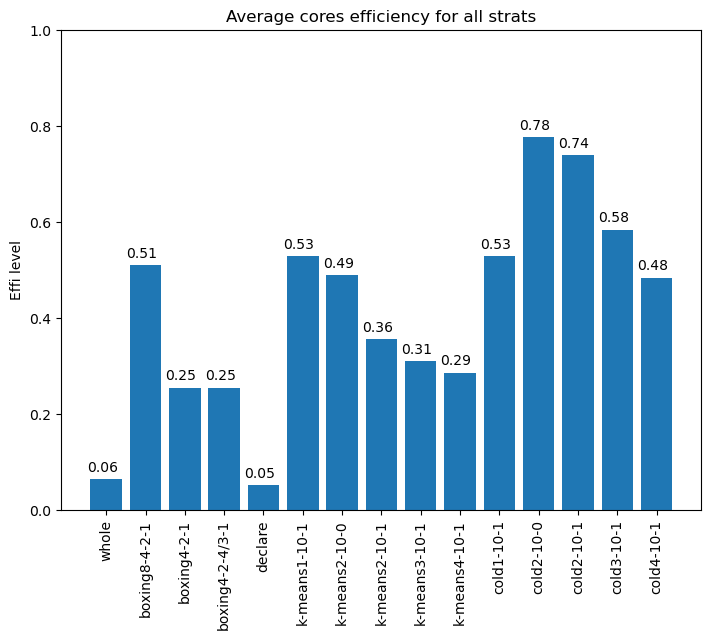 Average cores efficiency for all strats
Effi level
1.0
0.8
0.6
0.4
0.2
0.0
0.06
0.51
0.25
0.25
0.05
0.53
0.49
0.36
0.31
0.29
0.53
0.78
0.74
0.58
0.48
whole
boxing8-4-2-1
boxing4-2-1
boxing4-2-4/3-1
declare
k-means1-10-1
k-means2-10-0
k-means2-10-1
k-means3-10-1
k-means4-10-1
cold1-10-1
cold2-10-0
cold2-10-1
cold3-10-1
cold4-10-1